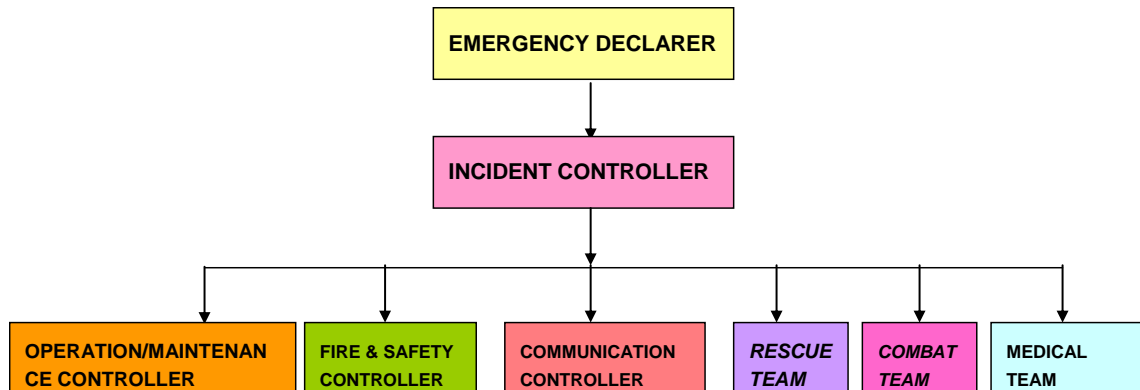 EMERGENCY DECLARER
INCIDENT CONTROLLER
OPERATION/MAINTENAN
CE CONTROLLER
FIRE & SAFETY
CONTROLLER
COMMUNICATION
CONTROLLER
RESCUE
TEAM
COMBAT
TEAM
MEDICAL
TEAM